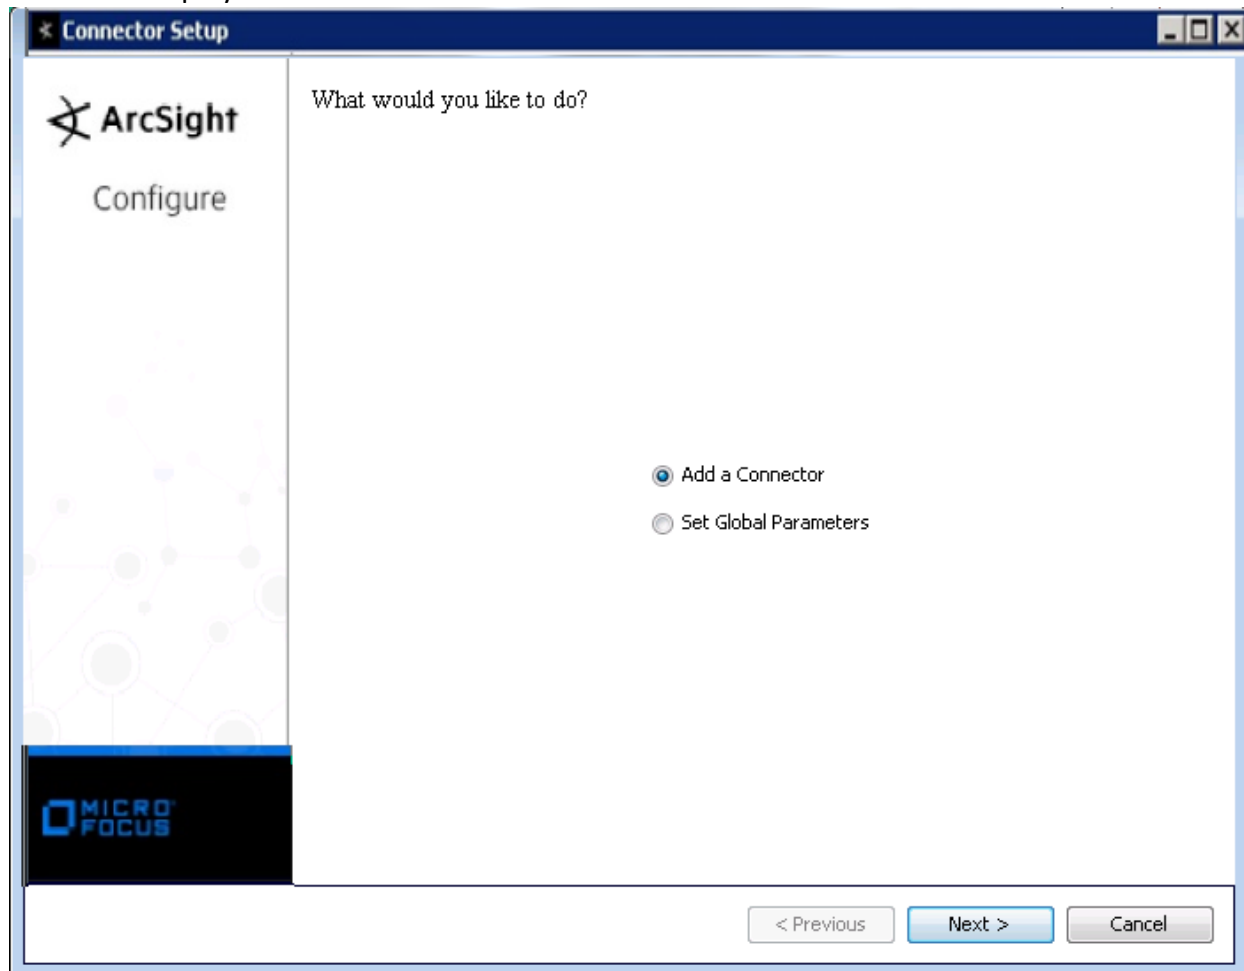 Connector Setup
ArcSight
Configure
What would you like to do?
Add a Connector
Set Global Parameters
MICRO
FOCUS
< Previous
Next >
Cancel